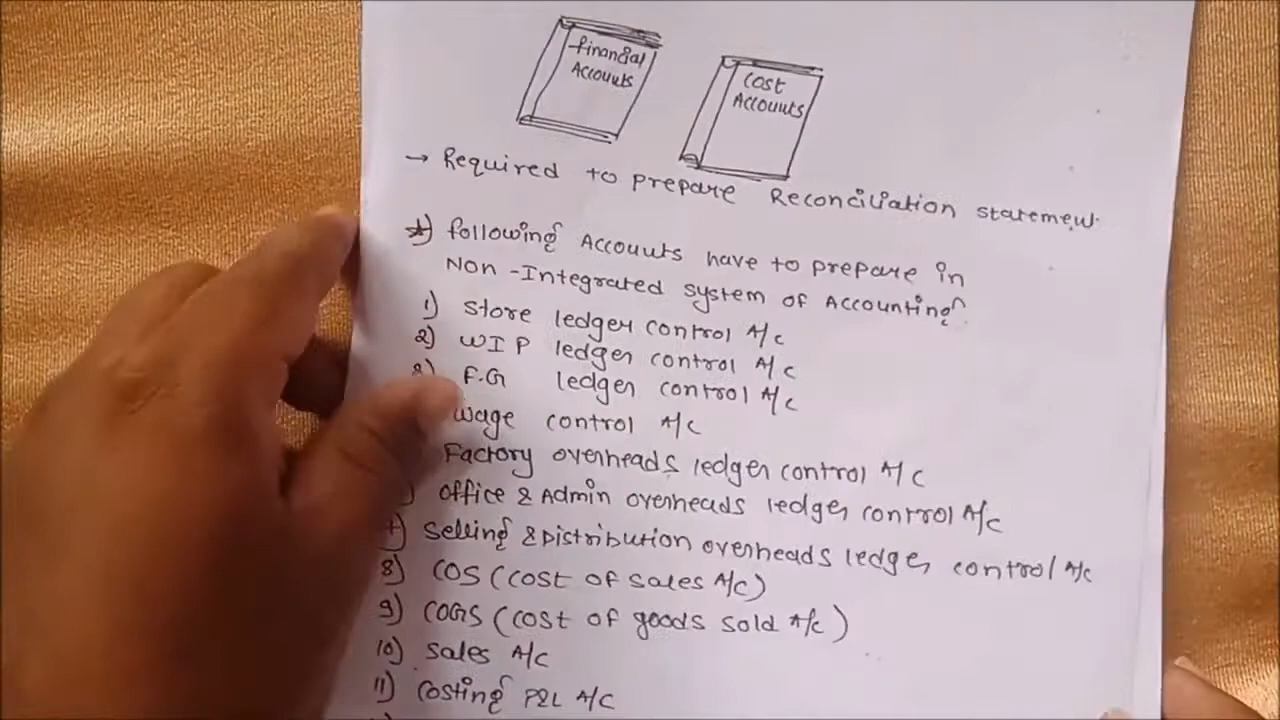 financial
Accounts
Cost
Accounts
→ Required to prepare Reconciliation statement.
*) following Accounts have to prepare in
Non-Integrated system of Accounting.
1) store ledger control A/c
2) WIP ledger control A/c
3) F.G ledger control A/c
wage control A/c
Factory overheads ledger control A/c
) office & Admin overheads ledger control A/c
7) Selling & Distribution overheads ledger control A/c
8) COS (cost of sales A/c)
9) COGS (cost of goods sold A/c)
10) sales A/c
11) costing P&L A/C